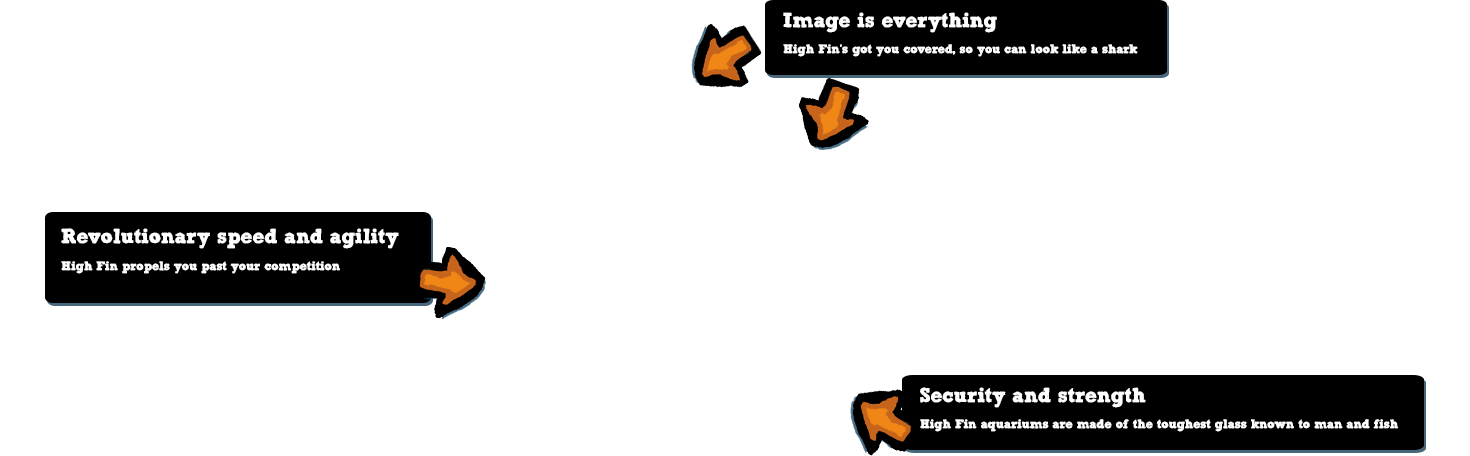 Image is everything
High Fin's got you covered, so you can look like a shark
Revolutionary speed and agility
High Fin propels you past your competition
Security and strength
High Fin aquariums are made of the toughest glass known to man and fish